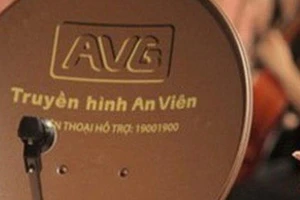 AVG
Truyền hình An Viên
THOẠI HỖ TRỢ: 19001900